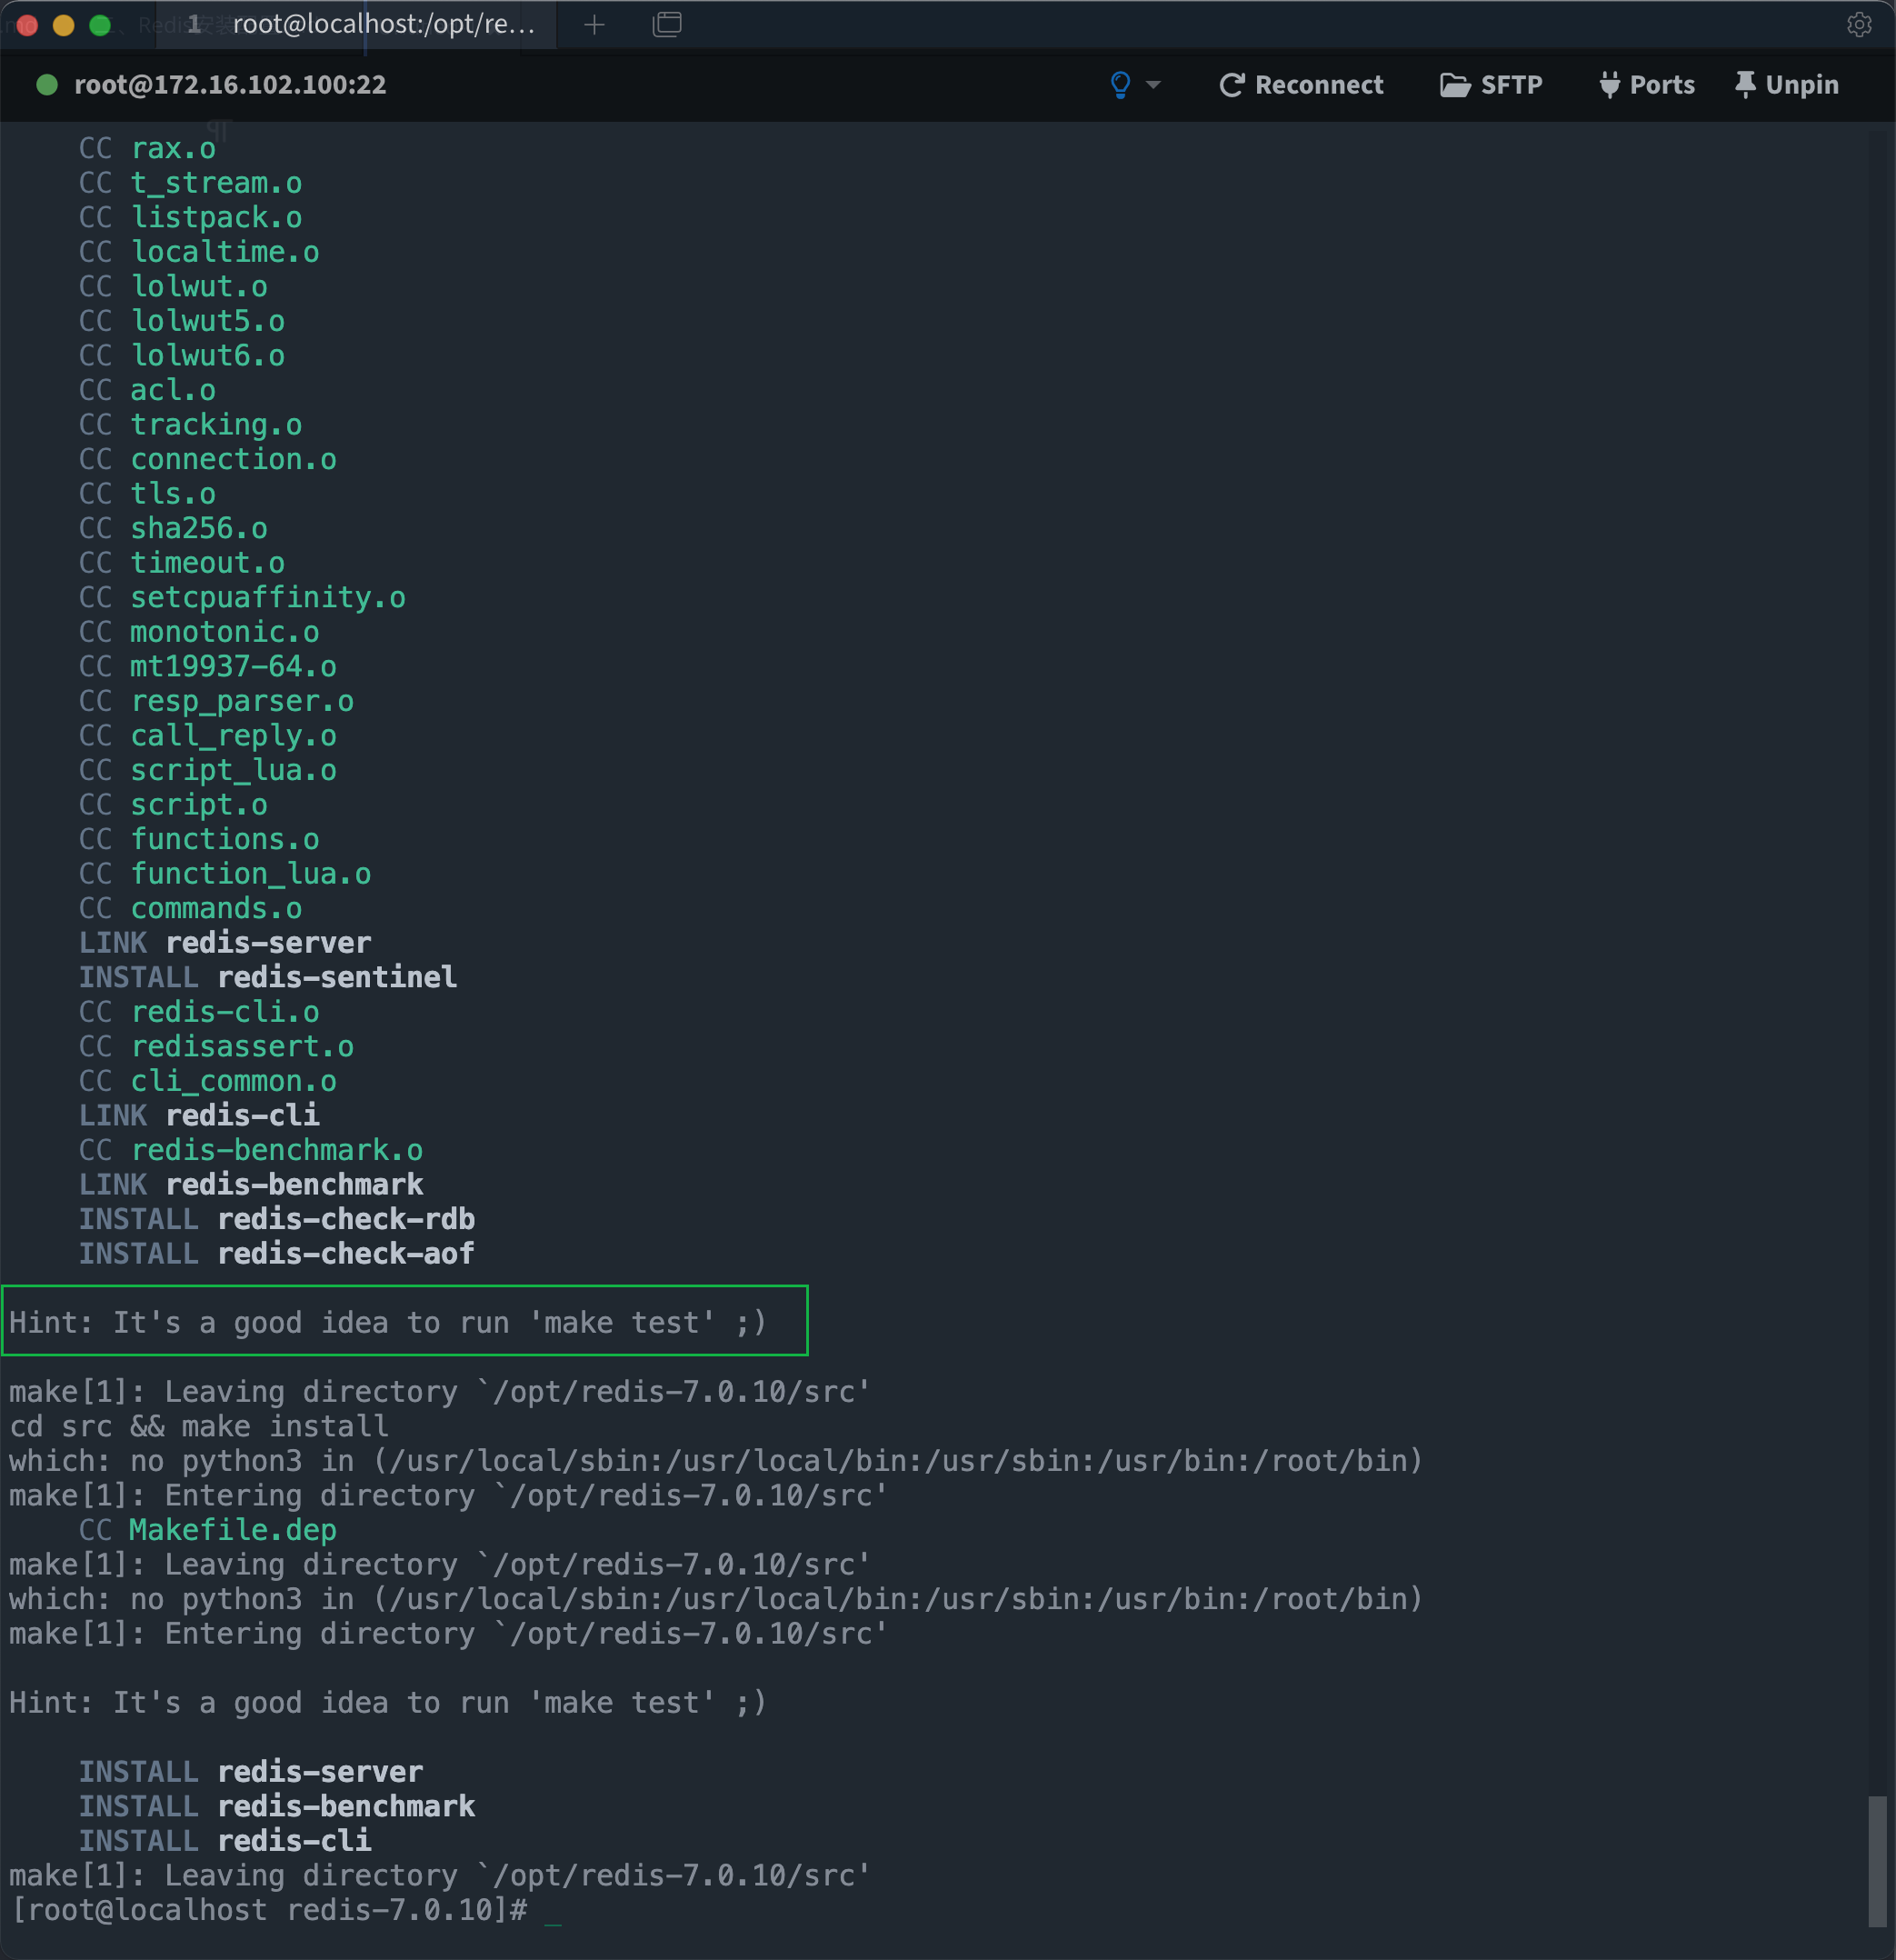 1 root@localhost:/opt/re...
root@172.16.102.100:22 Reconnect SFTP Ports Unpin
CC rax.o
CC t_stream.o
CC listpack.o
CC localtime.o
CC lolwut.o
CC lolwut5.o
CC lolwut6.o
CC acl.o
CC tracking.o
CC connection.o
CC tls.o
CC sha256.o
CC timeout.o
CC setcpuaffinity.o
CC monotonic.o
CC mt19937-64.o
CC resp_parser.o
CC call_reply.o
CC script_lua.o
CC script.o
CC functions.o
CC function_lua.o
CC commands.o
LINK redis-server
INSTALL redis-sentinel
CC redis-cli.o
CC redisassert.o
CC cli_common.o
LINK redis-cli
CC redis-benchmark.o
LINK redis-benchmark
INSTALL redis-check-rdb
INSTALL redis-check-aof
Hint: It's a good idea to run 'make test' ;)
make[1]: Leaving directory `/opt/redis-7.0.10/src'
cd src && make install
which: no python3 in (/usr/local/sbin:/usr/local/bin:/usr/sbin:/usr/bin:/root/bin)
make[1]: Entering directory `/opt/redis-7.0.10/src'
CC Makefile.dep
make[1]: Leaving directory `/opt/redis-7.0.10/src'
which: no python3 in (/usr/local/sbin:/usr/local/bin:/usr/sbin:/usr/bin:/root/bin)
make[1]: Entering directory `/opt/redis-7.0.10/src'
Hint: It's a good idea to run 'make test' ;)
INSTALL redis-server
INSTALL redis-benchmark
INSTALL redis-cli
make[1]: Leaving directory `/opt/redis-7.0.10/src'
[root@localhost redis-7.0.10]# _